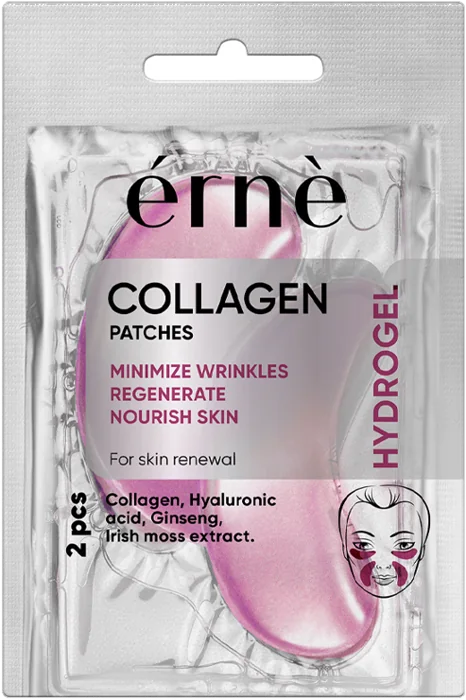 érnè
COLLAGEN
PATCHES
MINIMIZE WRINKLES
REGENERATE
NOURISH SKIN
For skin renewal
HYDROGEL
2 pcs
Collagen, Hyaluronic
acid, Ginseng,
Irish moss extract.